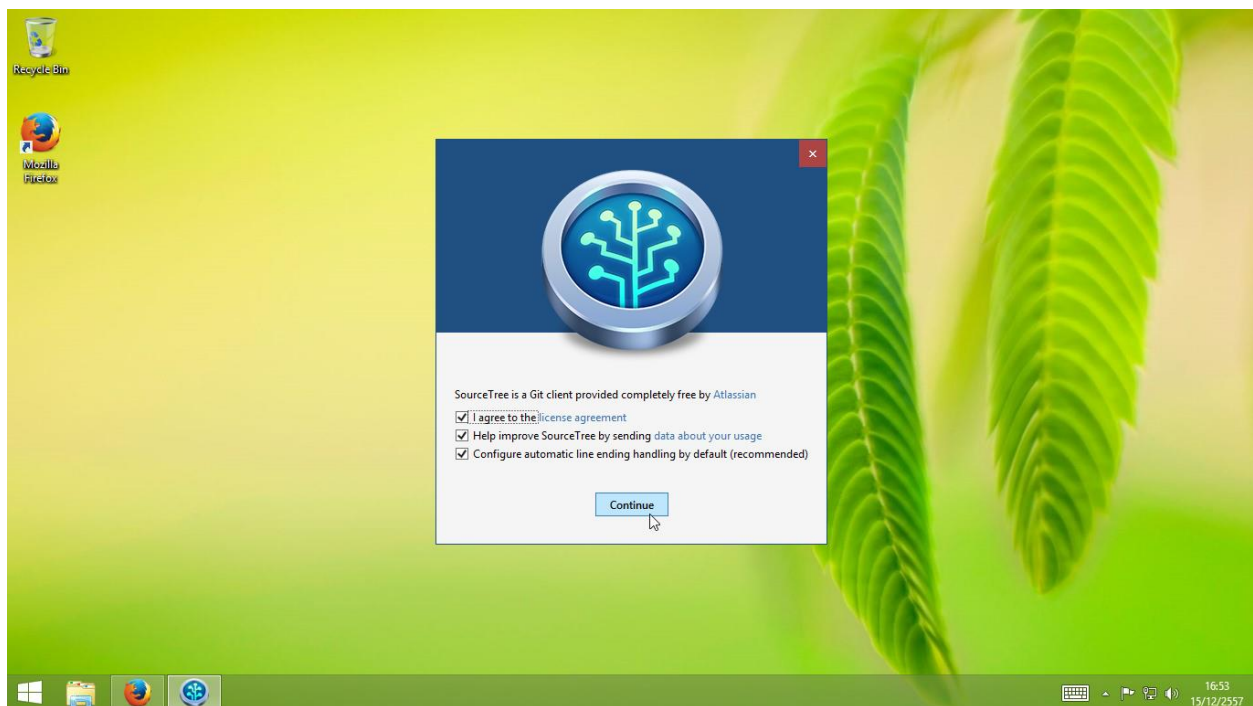 Recycle Bin
Mozilla
Firefox
SourceTree is a Git client provided completely free by Atlassian
I agree to the license agreement
Help improve SourceTree by sending data about your usage
Configure automatic line ending handling by default (recommended)
Continue
16:53
15/12/2557